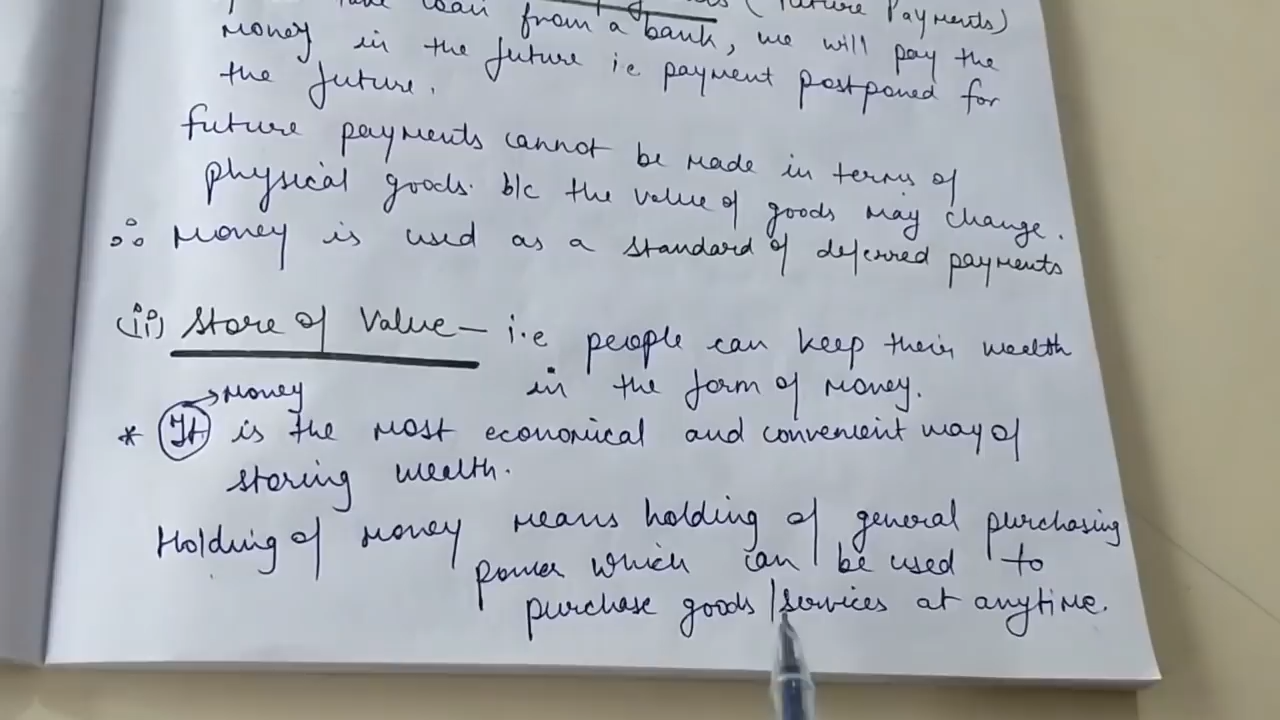 (Future Payments)
take loan from a bank, we will pay the
money in the future i.e payment postponed for
the future.
future payments cannot be made in terms of
physical goods. b/c the value of goods may change.
∴ Money is used as a standard of deferred payments
(ii) Store of Value – i.e people can keep their wealth
in the form of money.
→ Money
* It is the most economical and convenient way of
storing wealth.
Holding of money means holding of general purchasing
power which can be used to
purchase goods/services at anytime.